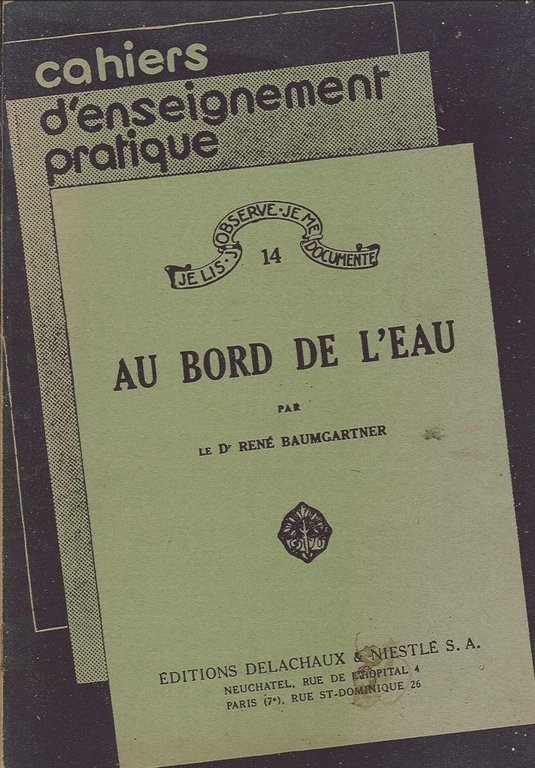 cahiers
d'enseignement
pratique
JE LIS · J'OBSERVE · JE ME DOCUMENTE
14
AU BORD DE L'EAU
PAR
LE Dr RENÉ BAUMGARTNER
ÉDITIONS DELACHAUX & NIESTLÉ S. A.
NEUCHATEL, RUE DE L'HOPITAL 4
PARIS (7e), RUE ST-DOMINIQUE 26